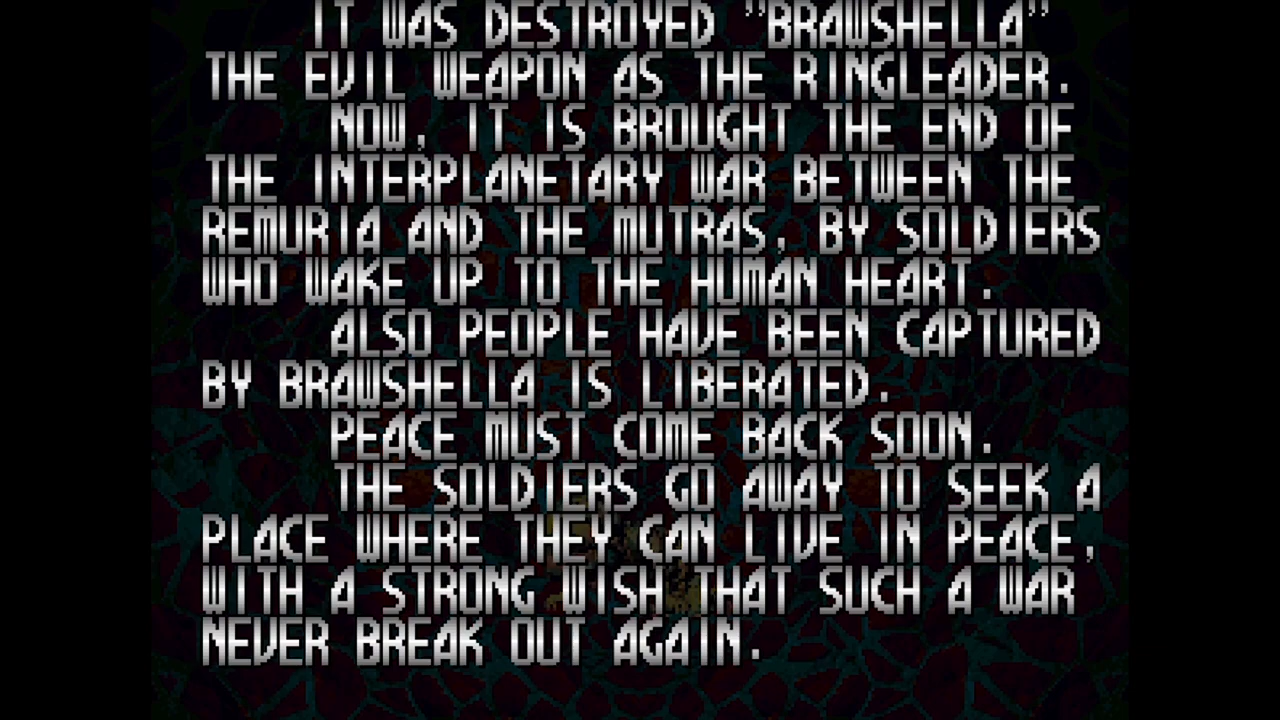 IT WAS DESTROYED "BRAWSHELLA"
THE EVIL WEAPON AS THE RINGLEADER.
NOW, IT IS BROUGHT THE END OF
THE INTERPLANETARY WAR BETWEEN THE
REMURIA AND THE MUTRAS, BY SOLDIERS
WHO WAKE UP TO THE HUMAN HEART.
ALSO PEOPLE HAVE BEEN CAPTURED
BY BRAWSHELLA IS LIBERATED.
PEACE MUST COME BACK SOON.
THE SOLDIERS GO AWAY TO SEEK A
PLACE WHERE THEY CAN LIVE IN PEACE,
WITH A STRONG WISH THAT SUCH A WAR
NEVER BREAK OUT AGAIN.